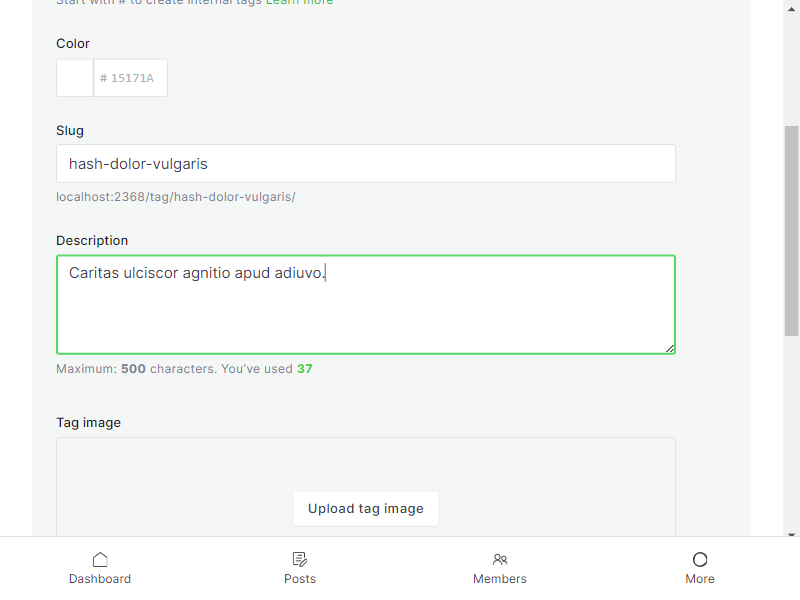 Start with # to create internal tags Learn more
Color
# 15171A
Slug
hash-dolor-vulgaris
localhost:2368/tag/hash-dolor-vulgaris/
Description
Caritas ulciscor agnitio apud adiuvo.
Maximum: 500 characters. You've used 37
Tag image
Upload tag image
Dashboard
Posts
Members
More